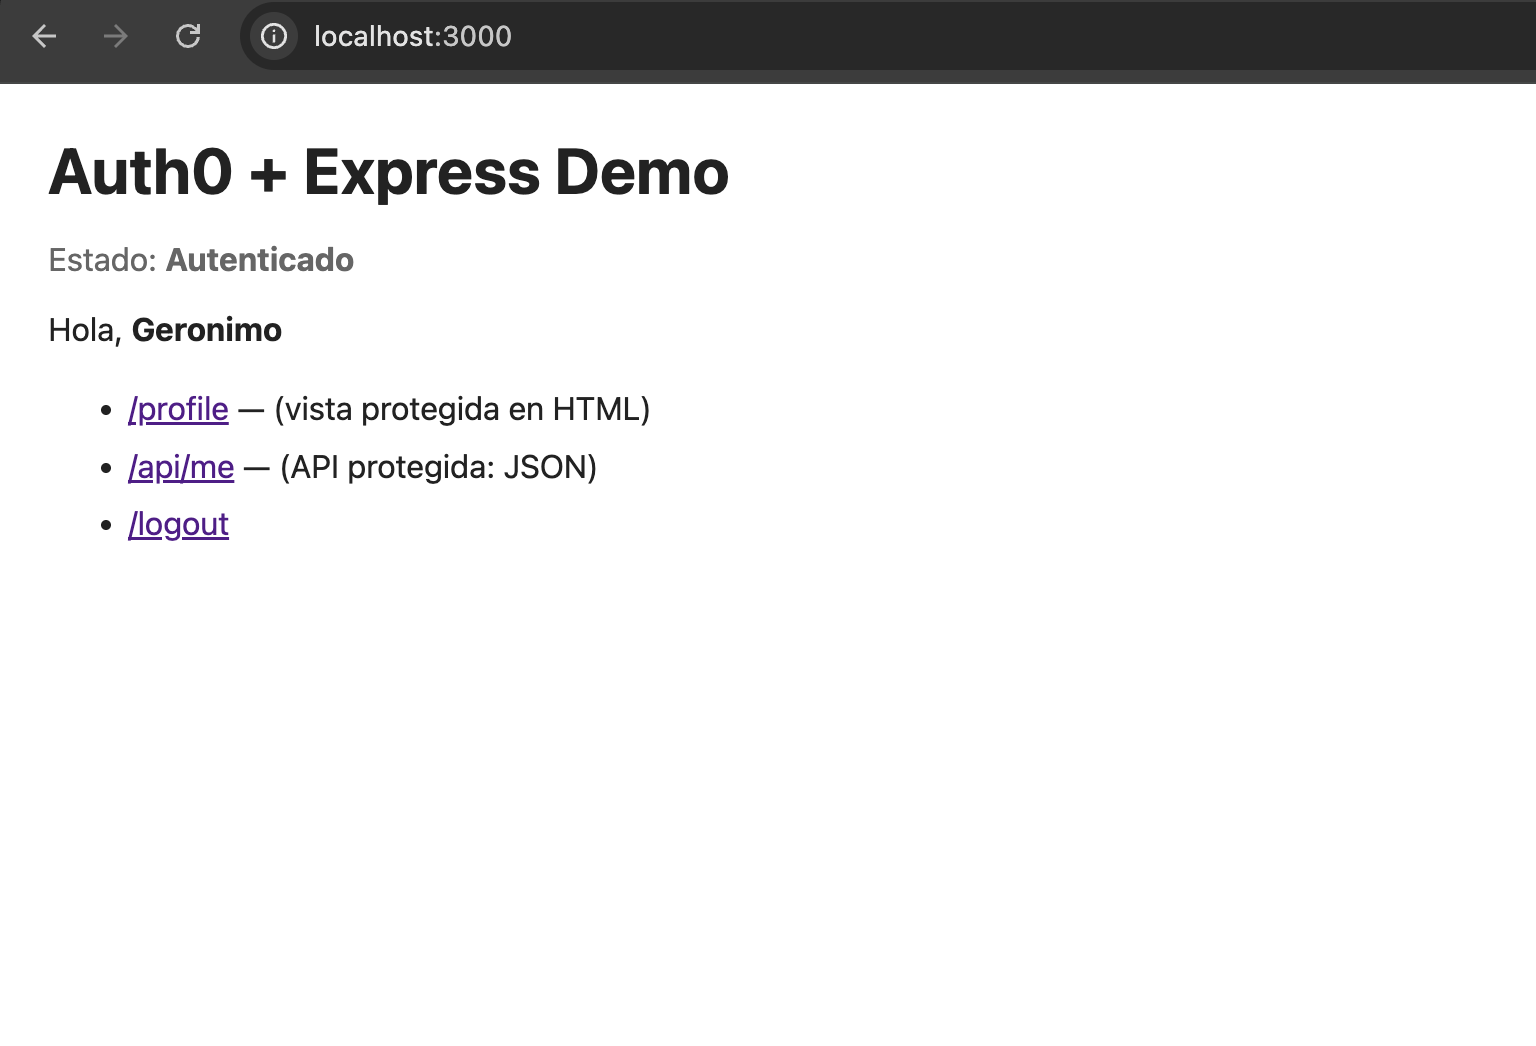 localhost:3000
Auth0 + Express Demo
Estado: Autenticado
Hola, Geronimo
• /profile — (vista protegida en HTML)
• /api/me — (API protegida: JSON)
• /logout